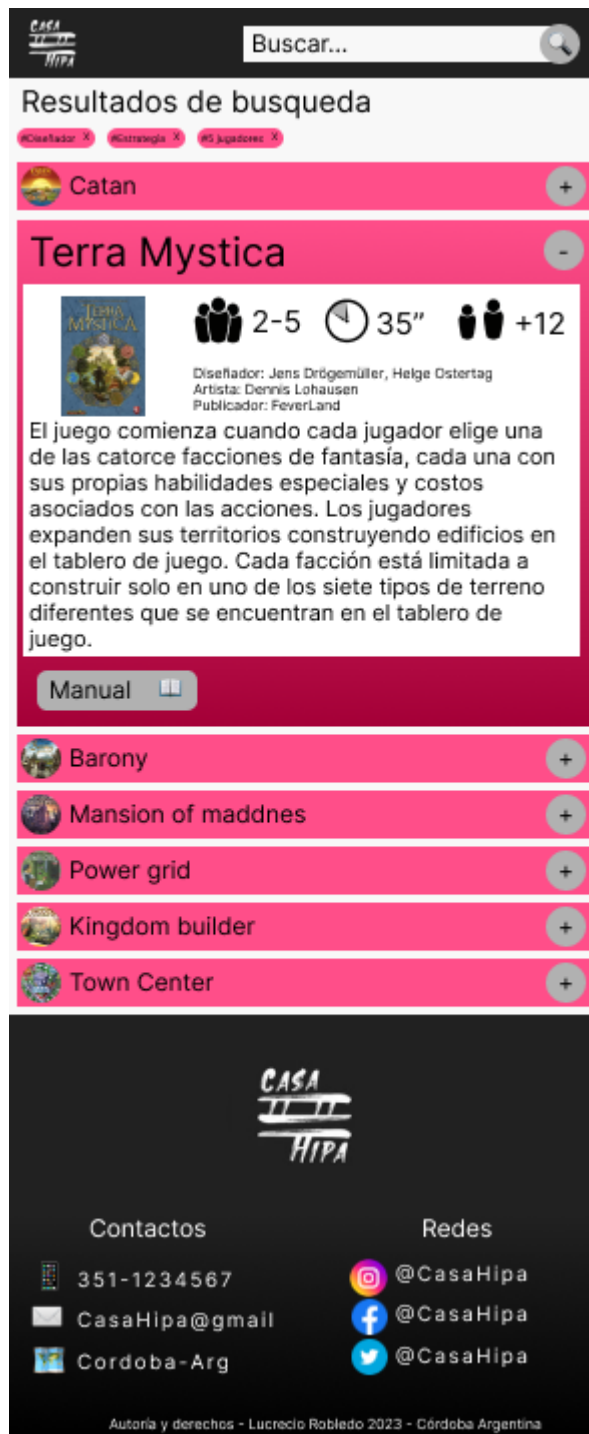 CASA
HIPA
Buscar...
Resultados de busqueda
#Diseñador X #Estrategia X #5 jugadores X
Catan +
Terra Mystica -
TERRA
MYSTICA
2-5 35” +12
Diseñador: Jens Drögemüller, Helge Ostertag
Artista: Dennis Lohausen
Publicador: FeverLand
El juego comienza cuando cada jugador elige una
de las catorce facciones de fantasía, cada una con
sus propias habilidades especiales y costos
asociados con las acciones. Los jugadores
expanden sus territorios construyendo edificios en
el tablero de juego. Cada facción está limitada a
construir solo en uno de los siete tipos de terreno
diferentes que se encuentran en el tablero de
juego.
Manual
Barony +
Mansion of maddnes +
Power grid +
Kingdom builder +
Town Center +
CASA
HIPA
Contactos
351-1234567
CasaHipa@gmail
Cordoba-Arg
Redes
@CasaHipa
@CasaHipa
@CasaHipa
Autoría y derechos - Lucrecio Robledo 2023 - Córdoba Argentina